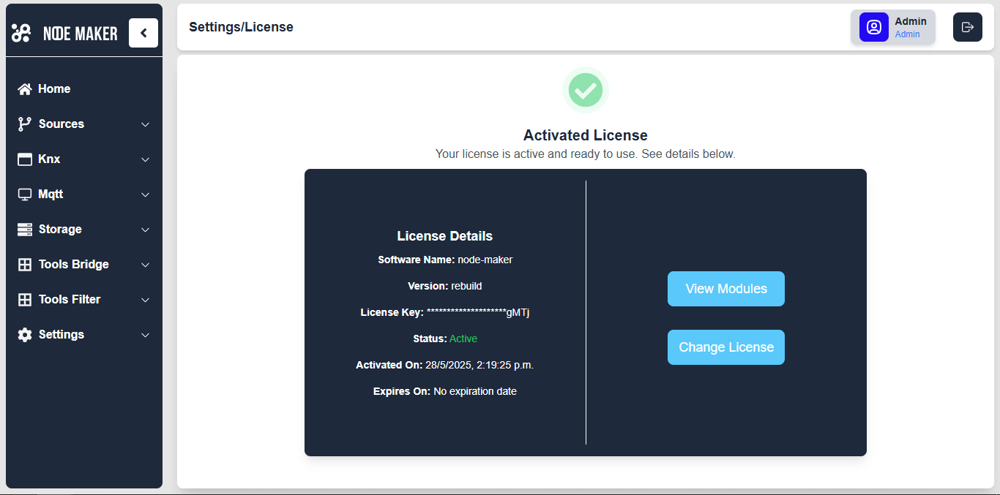 NODE MAKER
Home
Sources
Knx
Mqtt
Storage
Tools Bridge
Tools Filter
Settings
Settings/License
Admin
Admin
Activated License
Your license is active and ready to use. See details below.
License Details
Software Name: node-maker
Version: rebuild
License Key: ********************gMTj
Status: Active
Activated On: 28/5/2025, 2:19:25 p.m.
Expires On: No expiration date
View Modules
Change License